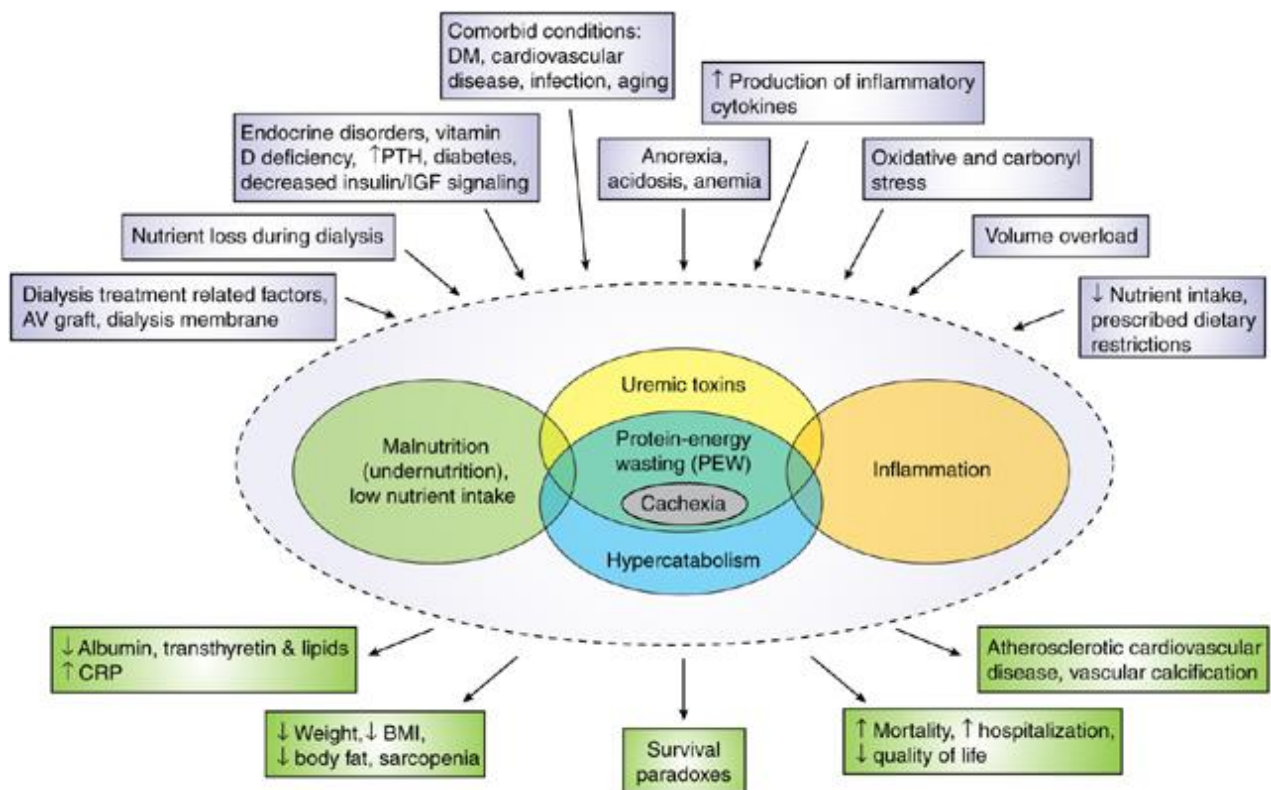 Comorbid conditions:
DM, cardiovascular
disease, infection, aging
↑ Production of inflammatory
cytokines
Endocrine disorders, vitamin
D deficiency, ↑PTH, diabetes,
decreased insulin/IGF signaling
Anorexia,
acidosis, anemia
Oxidative and carbonyl
stress
Nutrient loss during dialysis
Volume overload
Dialysis treatment related factors,
AV graft, dialysis membrane
↓ Nutrient intake,
prescribed dietary
restrictions
Uremic toxins
Malnutrition
(undernutrition),
low nutrient intake
Protein-energy
wasting (PEW)
Cachexia
Inflammation
Hypercatabolism
↓ Albumin, transthyretin & lipids
↑ CRP
↓ Weight, ↓ BMI,
↓ body fat, sarcopenia
Survival
paradoxes
↑ Mortality, ↑ hospitalization,
↓ quality of life
Atherosclerotic cardiovascular
disease, vascular calcification